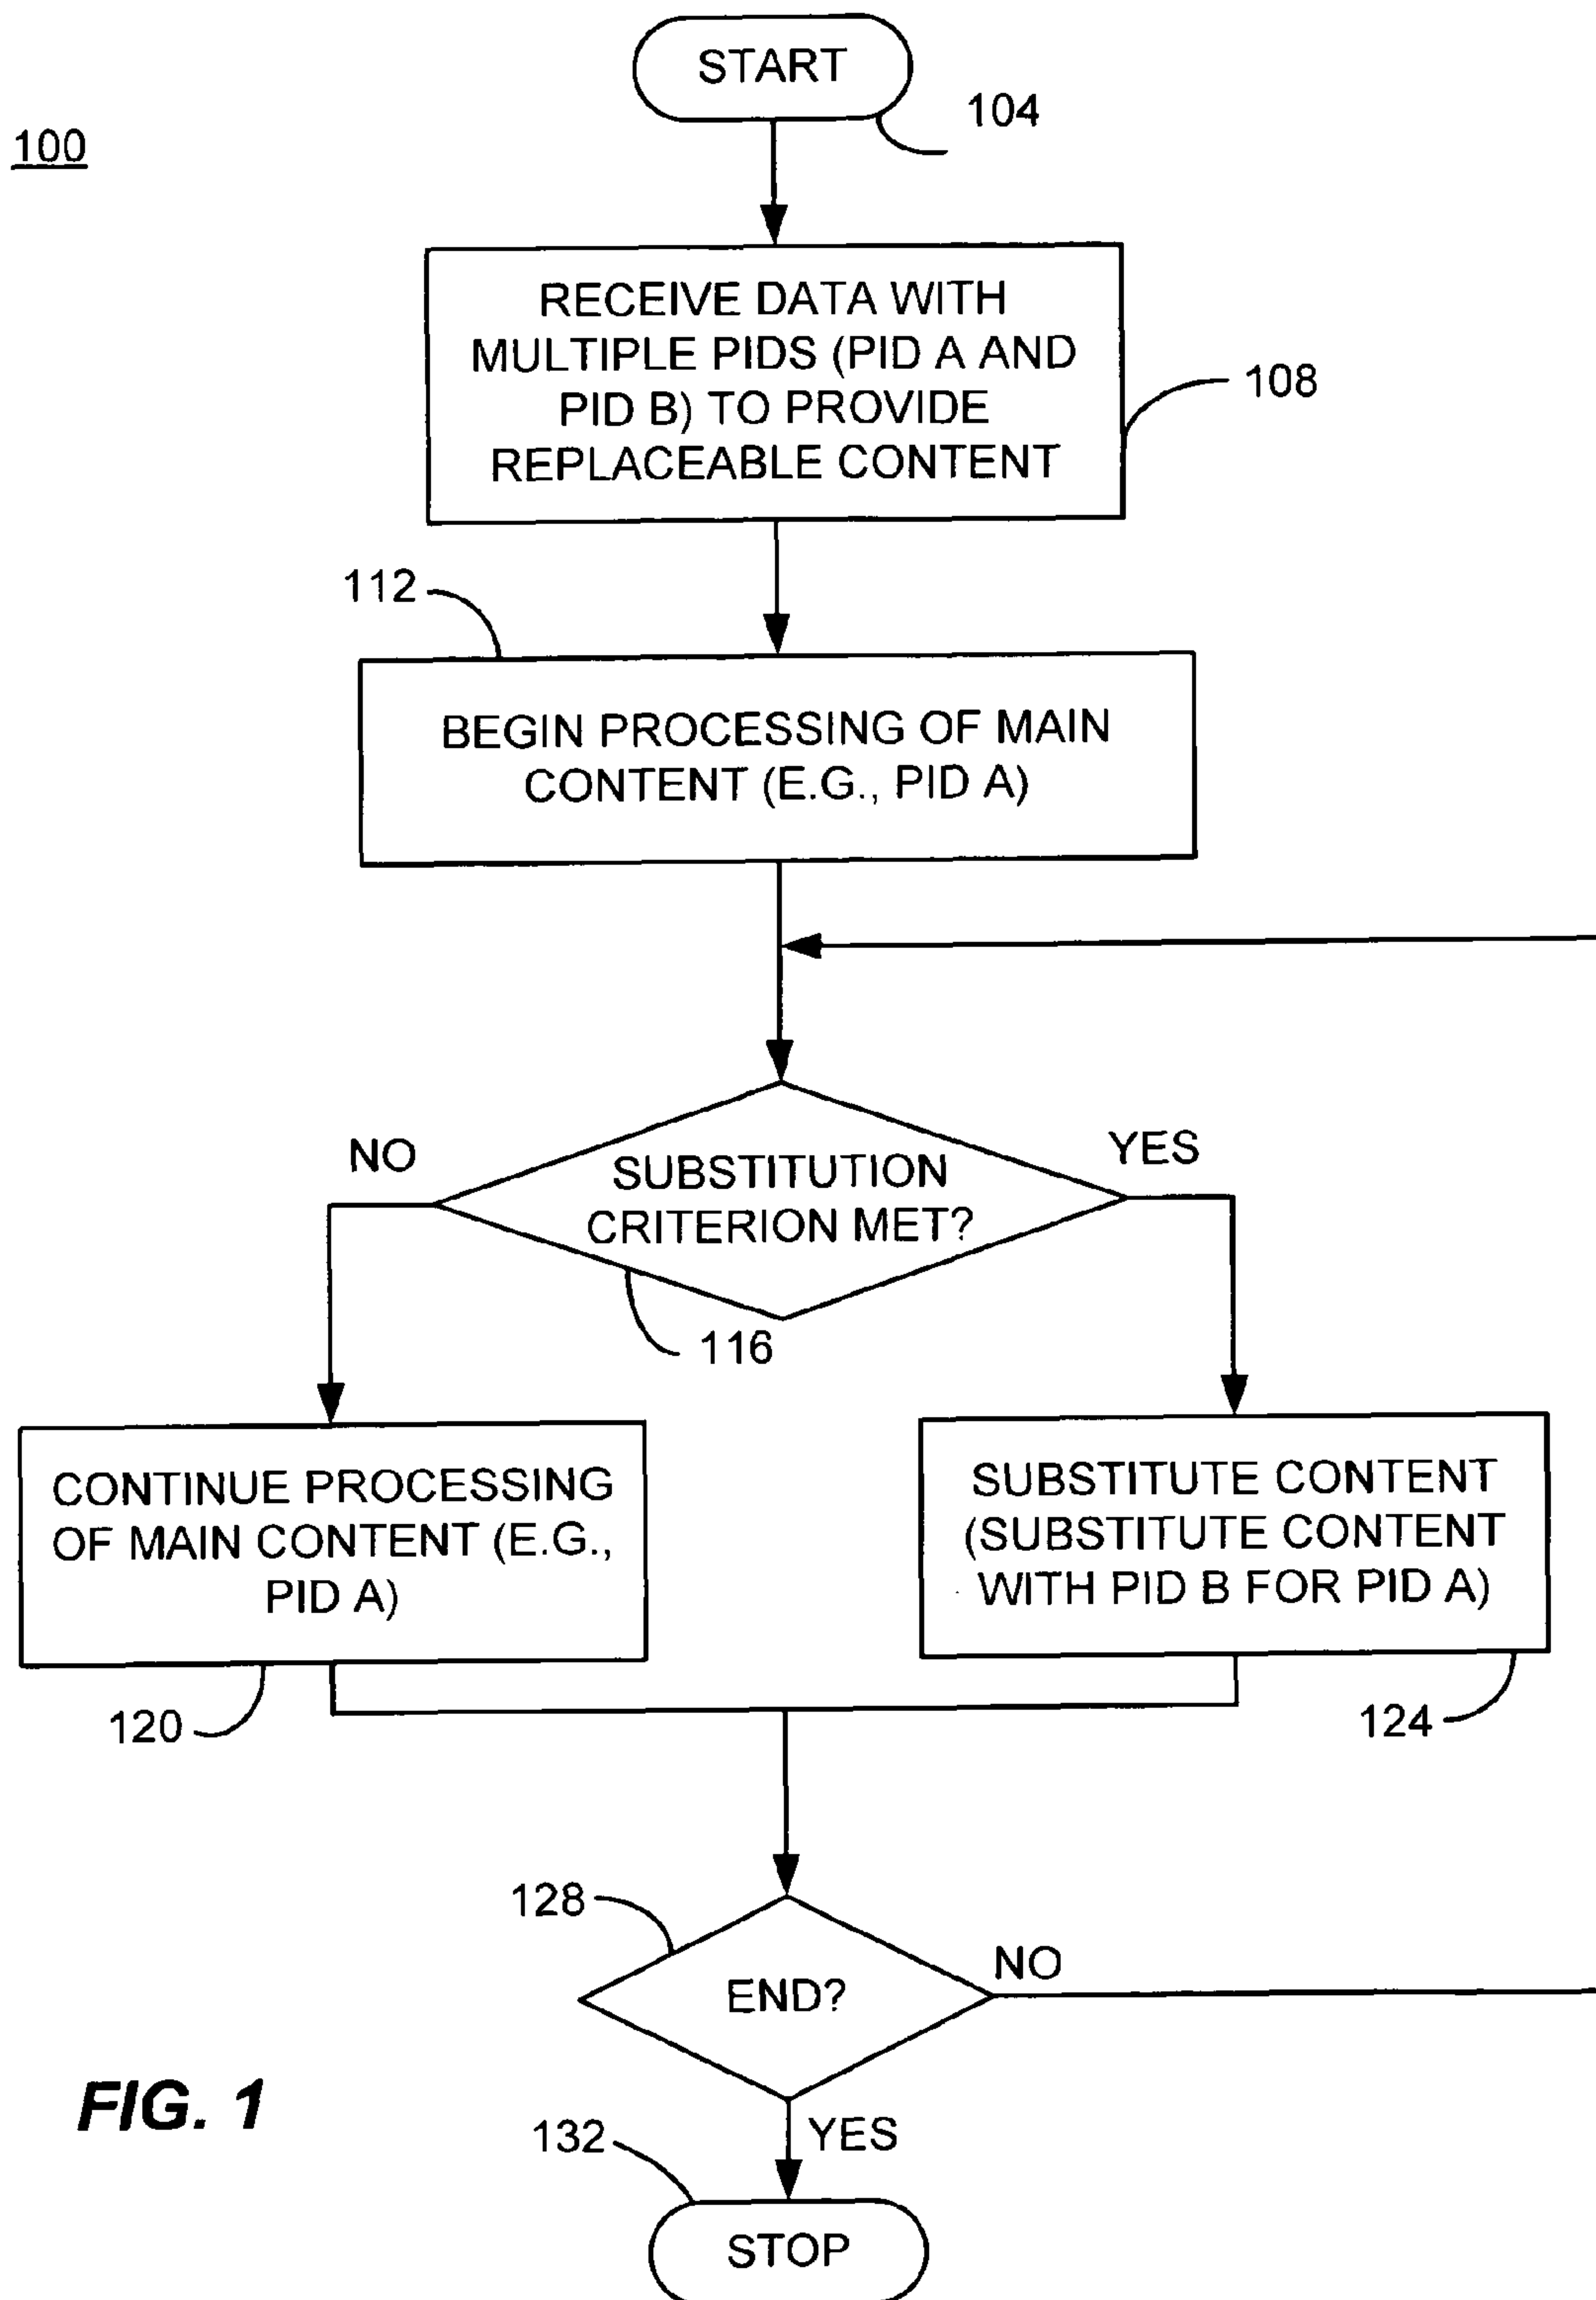 START
104
100
RECEIVE DATA WITH
MULTIPLE PIDS (PID A AND
PID B) TO PROVIDE
REPLACEABLE CONTENT
108
112
BEGIN PROCESSING OF MAIN
CONTENT (E.G., PID A)
NO
YES
SUBSTITUTION
CRITERION MET?
116
CONTINUE PROCESSING
OF MAIN CONTENT (E.G.,
PID A)
SUBSTITUTE CONTENT
(SUBSTITUTE CONTENT
WITH PID B FOR PID A)
120
124
128
NO
END?
FIG. 1
132
YES
STOP